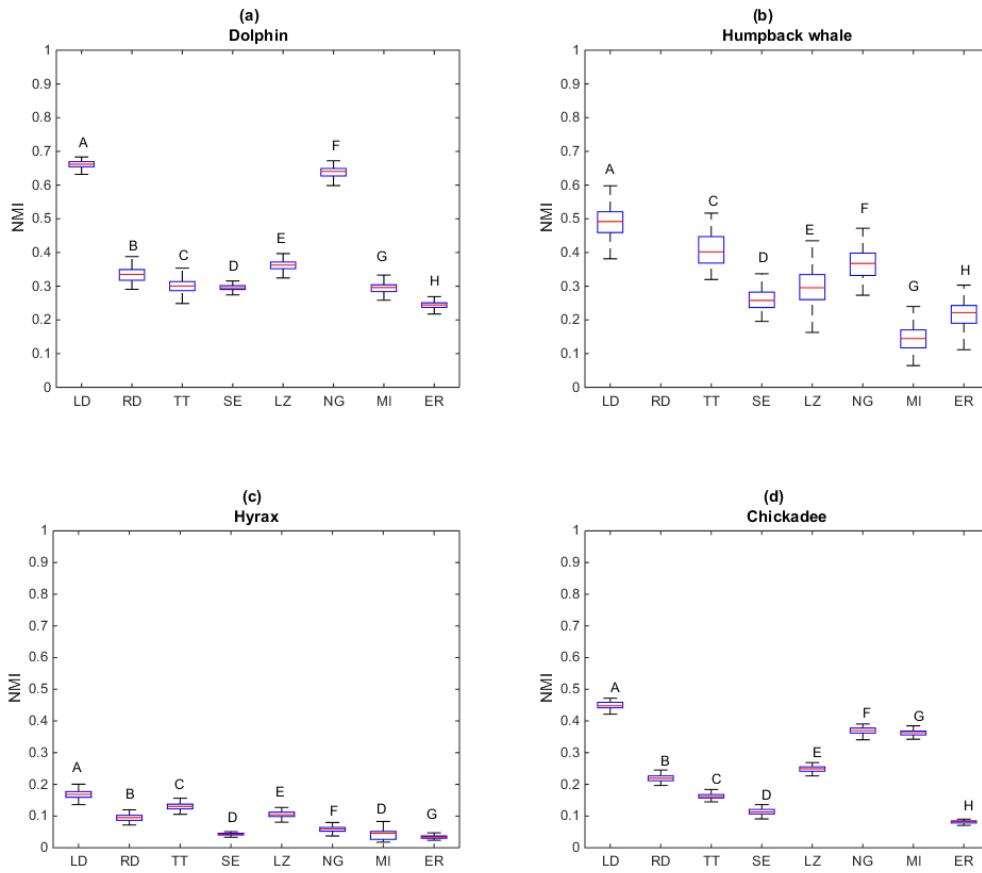 (a)
Dolphin
1
0.9
0.8
0.7
0.6
0.5
0.4
0.3
0.2
0.1
0
NMI
A
B
C
D
E
F
G
H
LD RD TT SE LZ NG MI ER
(b)
Humpback whale
1
0.9
0.8
0.7
0.6
0.5
0.4
0.3
0.2
0.1
0
NMI
A
C
D
E
F
G
H
LD RD TT SE LZ NG MI ER
(c)
Hyrax
1
0.9
0.8
0.7
0.6
0.5
0.4
0.3
0.2
0.1
0
NMI
A
B
C
D
E
F
D
G
LD RD TT SE LZ NG MI ER
(d)
Chickadee
1
0.9
0.8
0.7
0.6
0.5
0.4
0.3
0.2
0.1
0
NMI
A
B
C
D
E
F
G
H
LD RD TT SE LZ NG MI ER